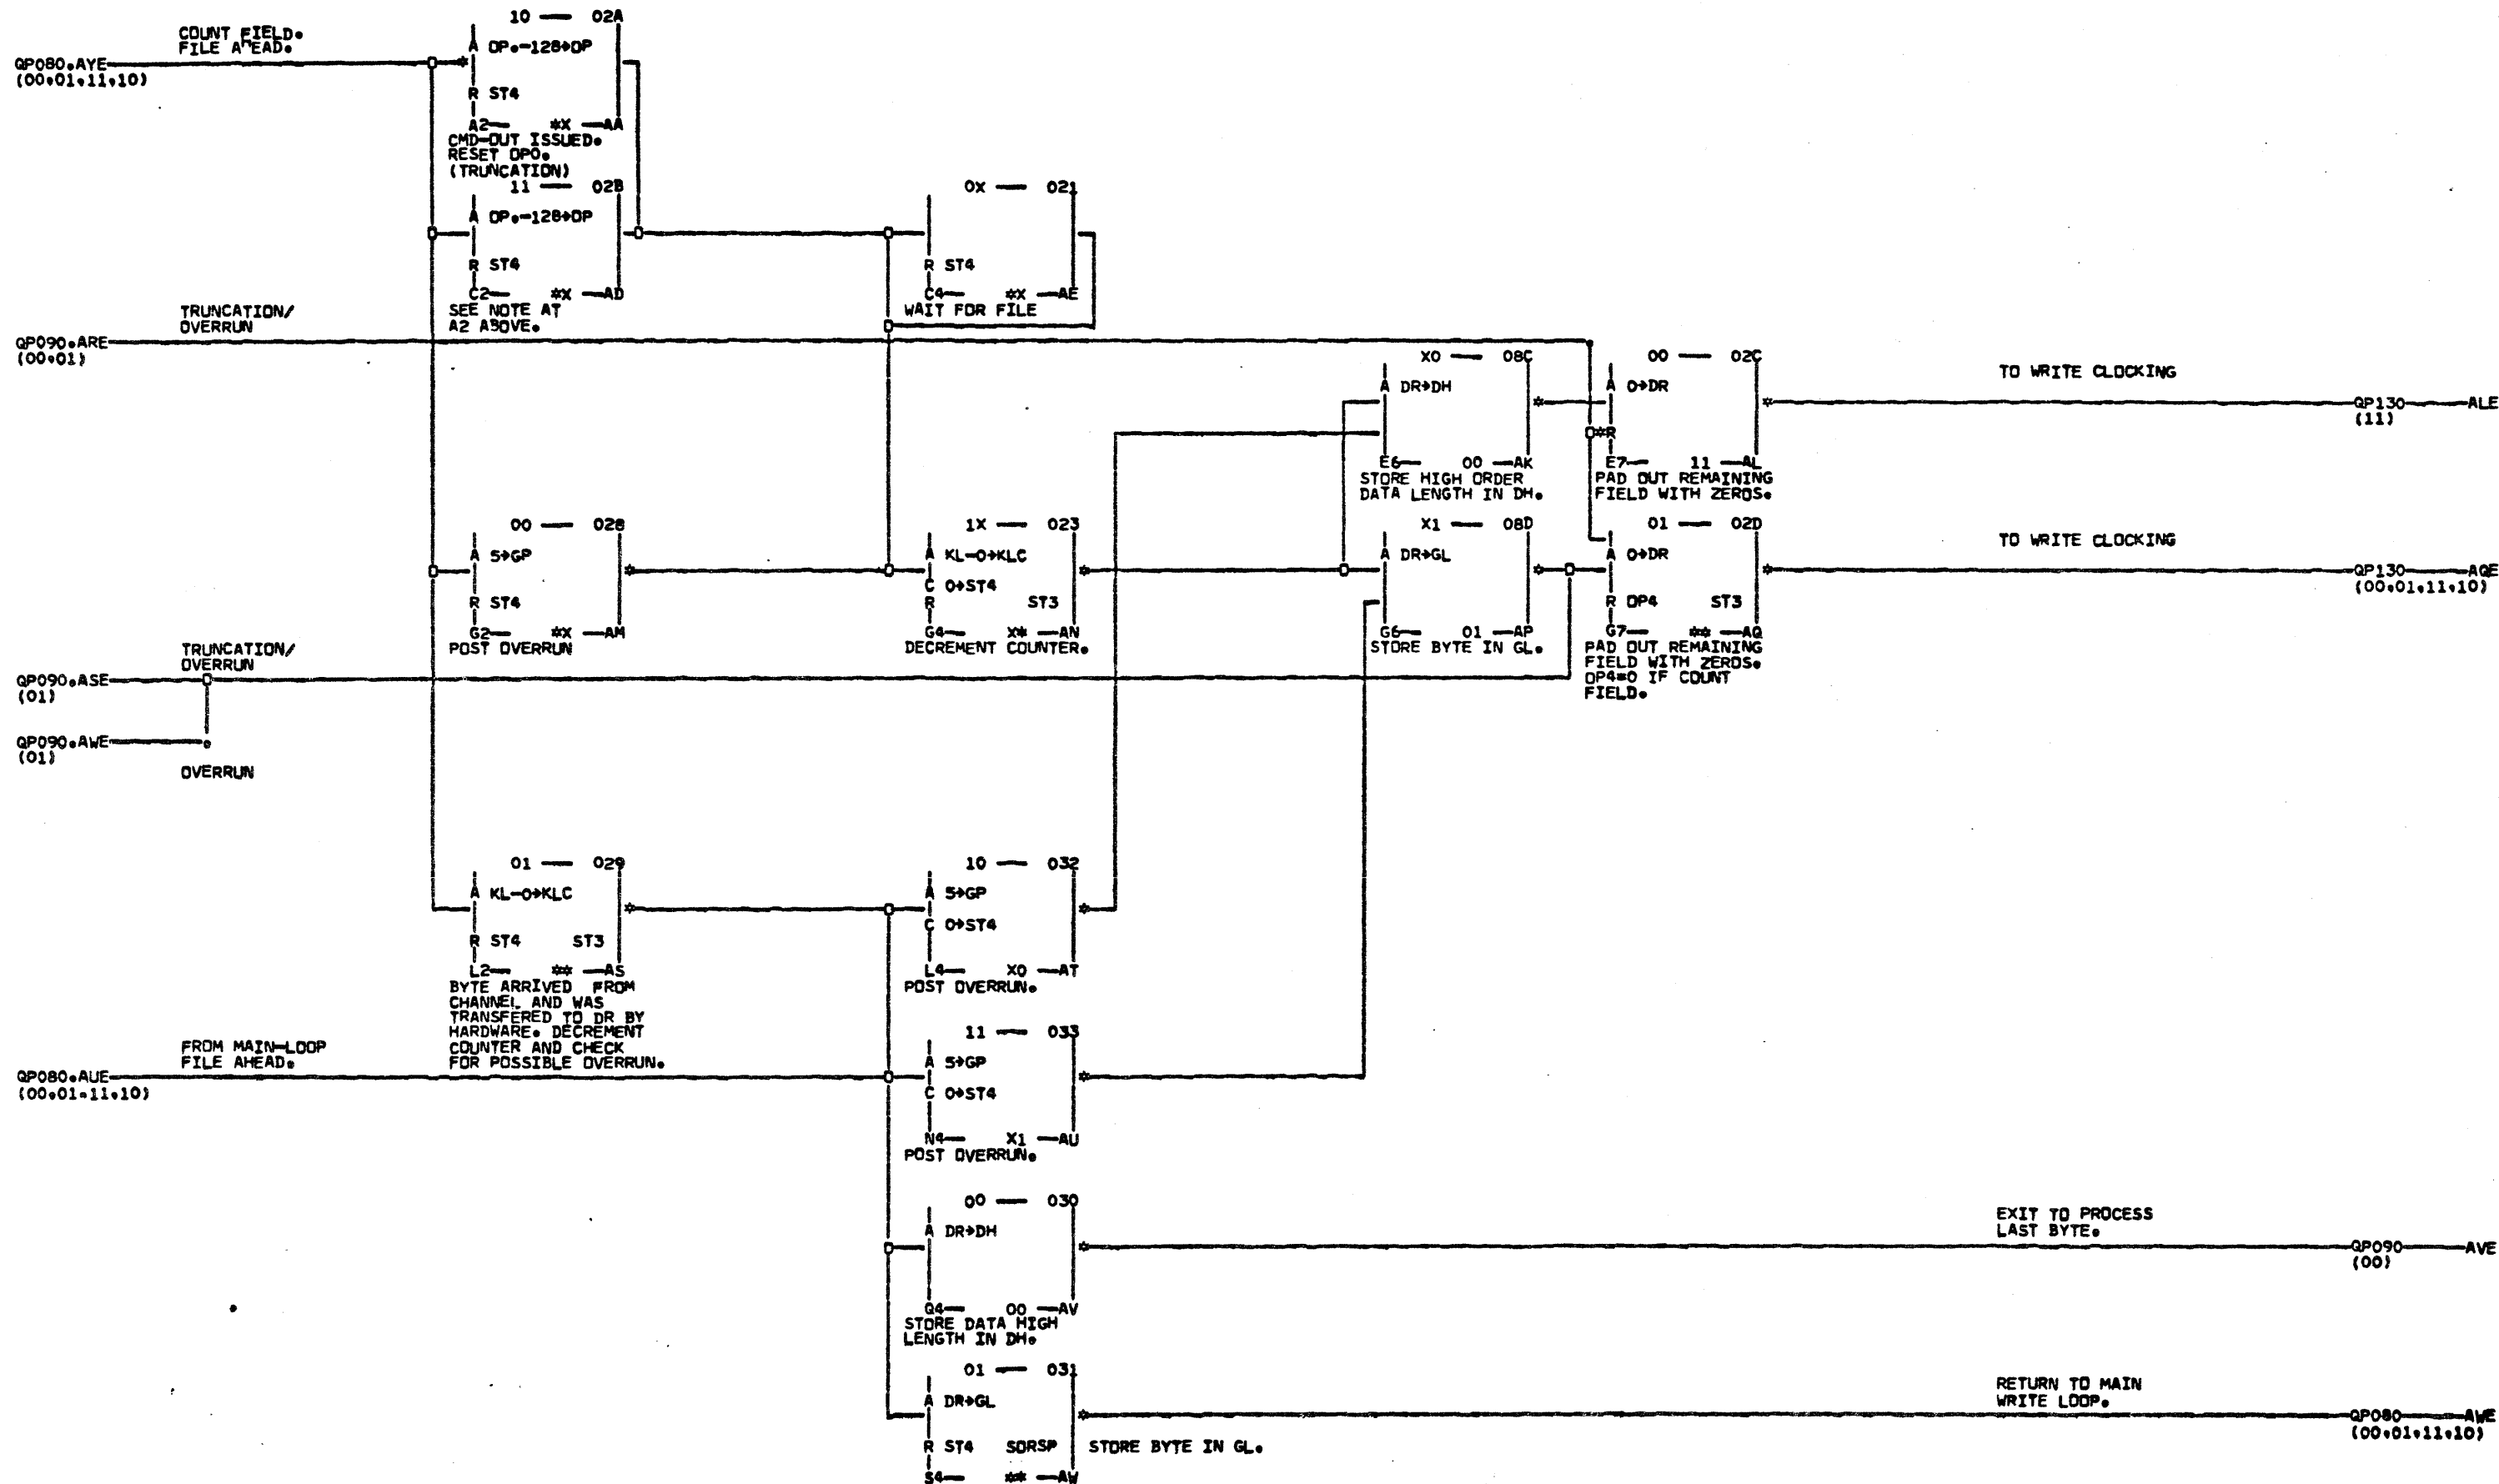 COUNT FIELD.
FILE AHEAD.
QP080.AYE
(00,01,11,10)
10 — 02A
A OP.-128→OP
R ST4
A2— *X —AA
CMD-OUT ISSUED.
RESET OP0.
(TRUNCATION)
11 — 02B
A OP.-128→OP
R ST4
C2— *X —AD
SEE NOTE AT
A2 ABOVE.
0X — 021
R ST4
C4— *X —AE
WAIT FOR FILE
TRUNCATION/
OVERRUN
QP090.ARE
(00,01)
X0 — 08C
A DR→DH
E6— 00 —AK
STORE HIGH ORDER
DATA LENGTH IN DH.
00 — 02C
A 0→DR
*R
E7— 11 —AL
PAD OUT REMAINING
FIELD WITH ZEROS.
TO WRITE CLOCKING
QP130 — ALE
(11)
00 — 028
A 5→GP
R ST4
G2— *X —AM
POST OVERRUN
1X — 023
A KL-0→KLC
C 0→ST4
R ST3
G4— X* —AN
DECREMENT COUNTER.
X1 — 08D
A DR→GL
G6— 01 —AP
STORE BYTE IN GL.
01 — 02D
A 0→DR
R OP4 ST3
G7— ** —AQ
PAD OUT REMAINING
FIELD WITH ZEROS.
OP4=0 IF COUNT
FIELD.
TO WRITE CLOCKING
QP130 — AQE
(00,01,11,10)
TRUNCATION/
OVERRUN
QP090.ASE
(01)
QP090.AWE
(01)
OVERRUN
01 — 029
A KL-0→KLC
R ST4 ST3
L2— ** —AS
BYTE ARRIVED FROM
CHANNEL AND WAS
TRANSFERED TO DR BY
HARDWARE. DECREMENT
COUNTER AND CHECK
FOR POSSIBLE OVERRUN.
10 — 032
A 5→GP
C 0→ST4
L4— X0 —AT
POST OVERRUN.
FROM MAIN-LOOP
FILE AHEAD.
QP080.AUE
(00,01,11,10)
11 — 033
A 5→GP
C 0→ST4
N4— X1 —AU
POST OVERRUN.
00 — 030
A DR→DH
Q4— 00 —AV
STORE DATA HIGH
LENGTH IN DH.
EXIT TO PROCESS
LAST BYTE.
QP090 — AVE
(00)
01 — 031
A DR→GL
R ST4 SORSP
S4— ** —AW
STORE BYTE IN GL.
RETURN TO MAIN
WRITE LOOP.
QP080 — AWE
(00,01,11,10)